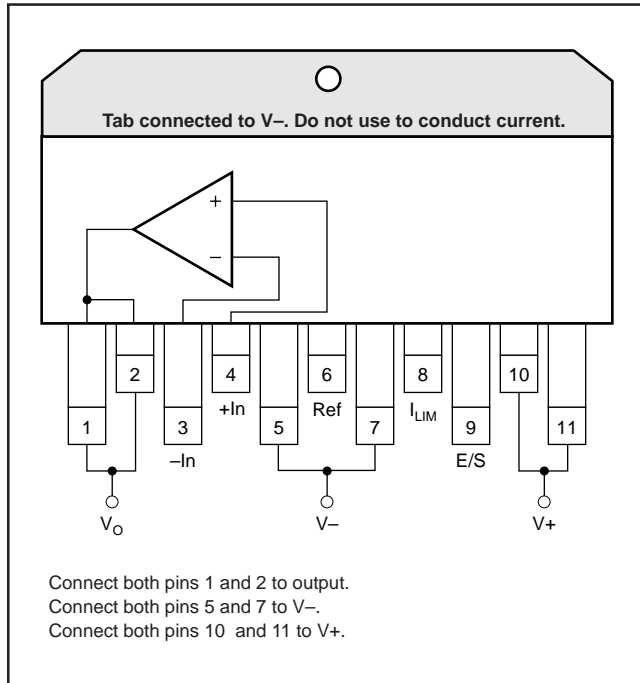 Tab connected to V–. Do not use to conduct current.
+
–
2
4
6
8
10
1
3
5
7
9
11
+In
Ref
I_LIM
–In
E/S
V_O
V–
V+
Connect both pins 1 and 2 to output.
Connect both pins 5 and 7 to V–.
Connect both pins 10 and 11 to V+.